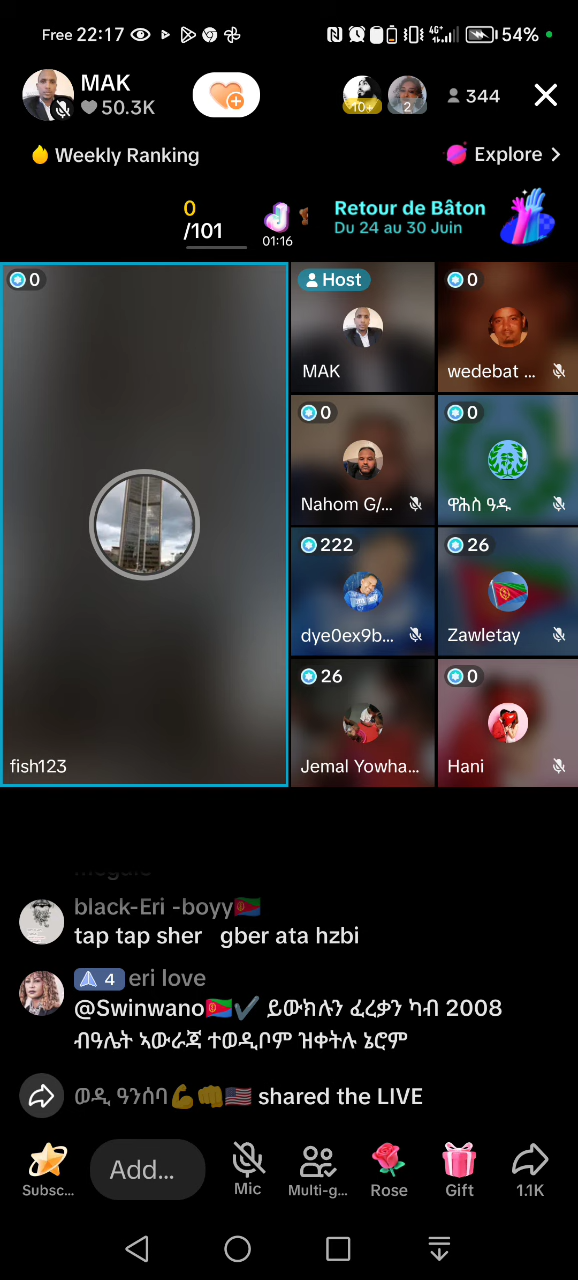 Free 22:17
4G+ 54%
MAK
50.3K
10+
2
344
Weekly Ranking
Explore
0
/101
01:16
Retour de Bâton
Du 24 au 30 Juin
0
fish123
Host
MAK
0
wedebat ...
0
Nahom G/...
0
ዋሕስ ዓዱ
222
dye0ex9b...
26
Zawletay
26
Jemal Yowha...
0
Hani
black-Eri -boyy🇪🇷
tap tap sher gber ata hzbi
4 eri love
@Swinwano🇪🇷✔️ ይውክሉን ፈረቃን ካብ 2008
ብዓሌት ኣውራጃ ተወዲቦም ዝቀትሉ ኔሮም
ወዲ ዓንሰባ💪👊🇺🇸 shared the LIVE
Subsc...
Add...
Mic
Multi-g...
Rose
Gift
1.1K